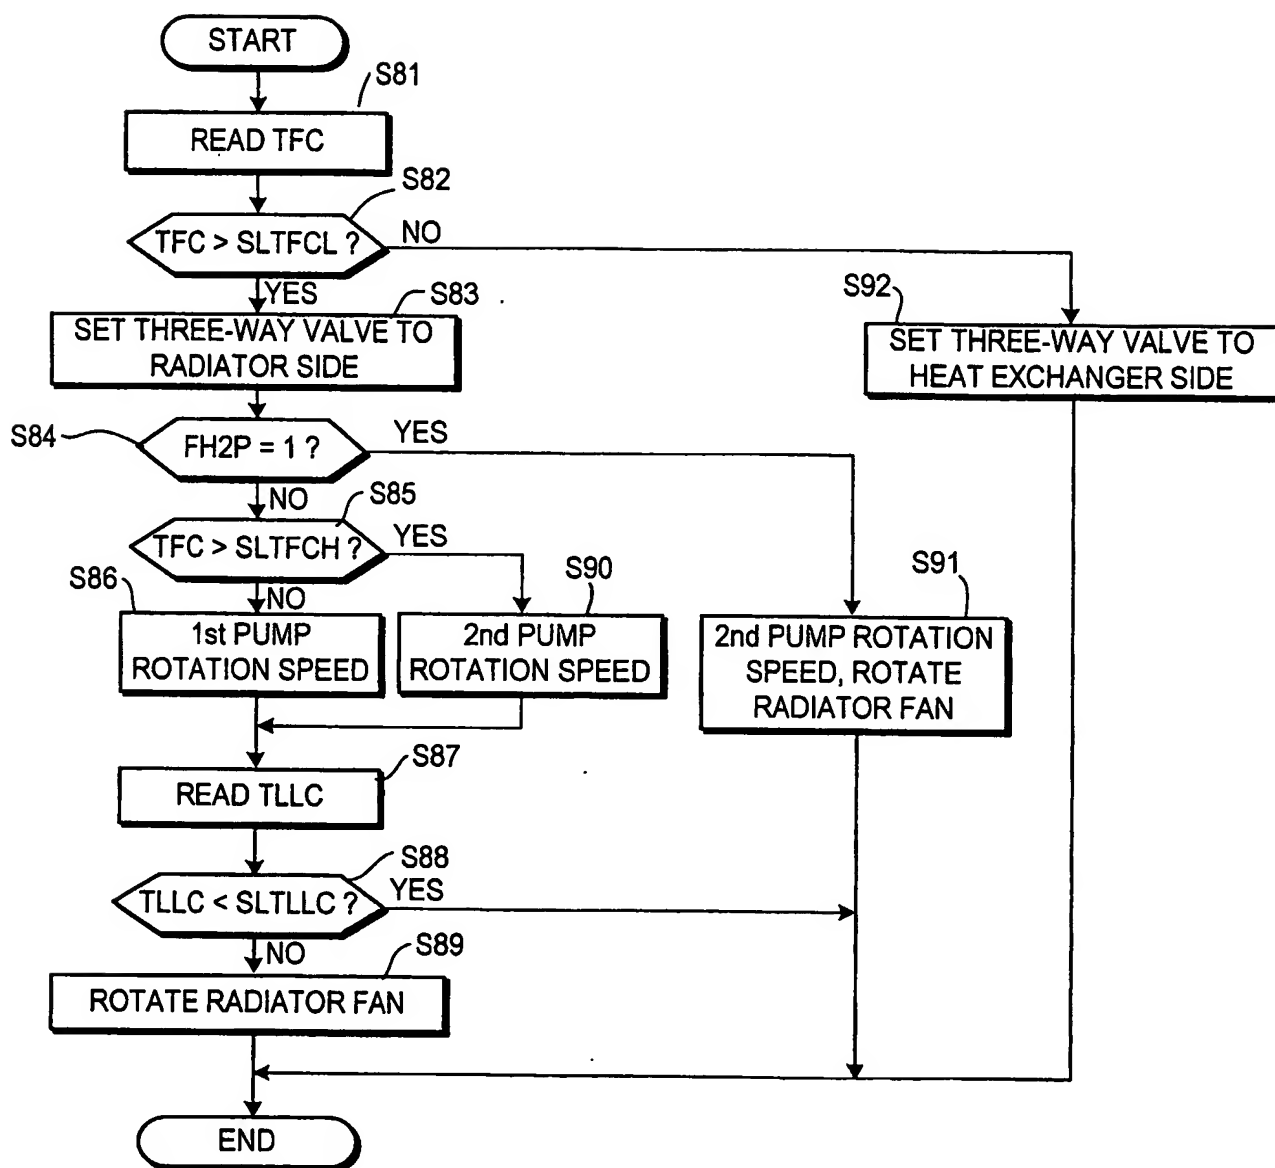 START
S81
READ TFC
S82
TFC > SLTFCL ?
NO
YES
S83
SET THREE-WAY VALVE TO
RADIATOR SIDE
S92
SET THREE-WAY VALVE TO
HEAT EXCHANGER SIDE
S84
FH2P = 1 ?
YES
NO
S85
TFC > SLTFCH ?
YES
NO
S86
1st PUMP
ROTATION SPEED
S90
2nd PUMP
ROTATION SPEED
S91
2nd PUMP ROTATION
SPEED, ROTATE
RADIATOR FAN
S87
READ TLLC
S88
TLLC < SLTLLC ?
YES
NO
S89
ROTATE RADIATOR FAN
END